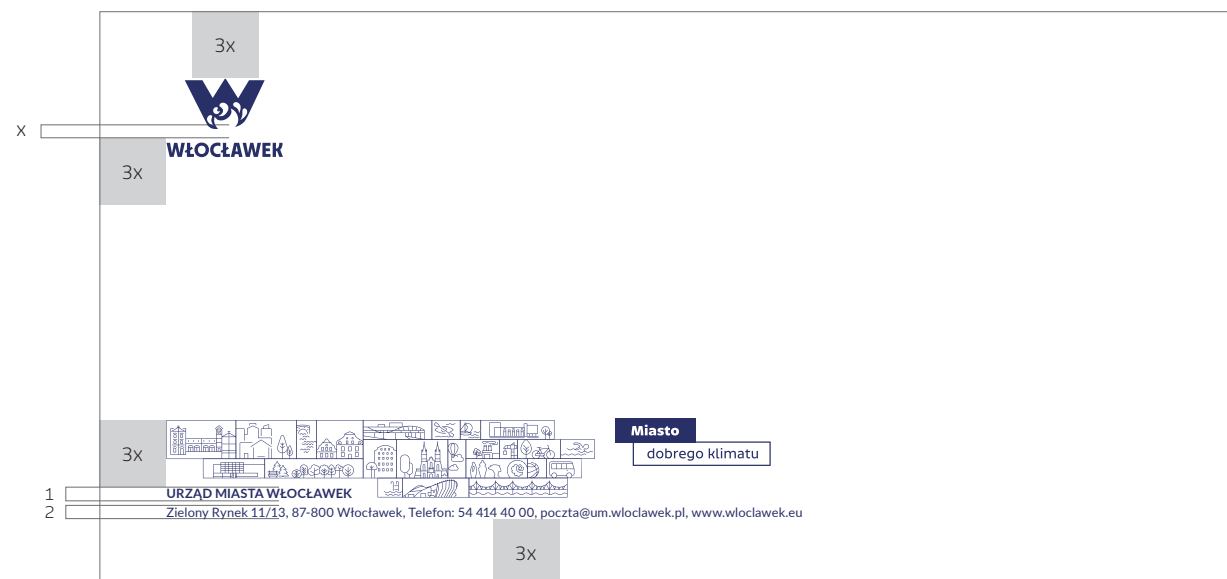 3x
x
WŁOCŁAWEK
3x
Miasto
dobrego klimatu
3x
1
URZĄD MIASTA WŁOCŁAWEK
2
Zielony Rynek 11/13, 87-800 Włocławek, Telefon: 54 414 40 00, poczta@um.wloclawek.pl, www.wloclawek.eu
3x